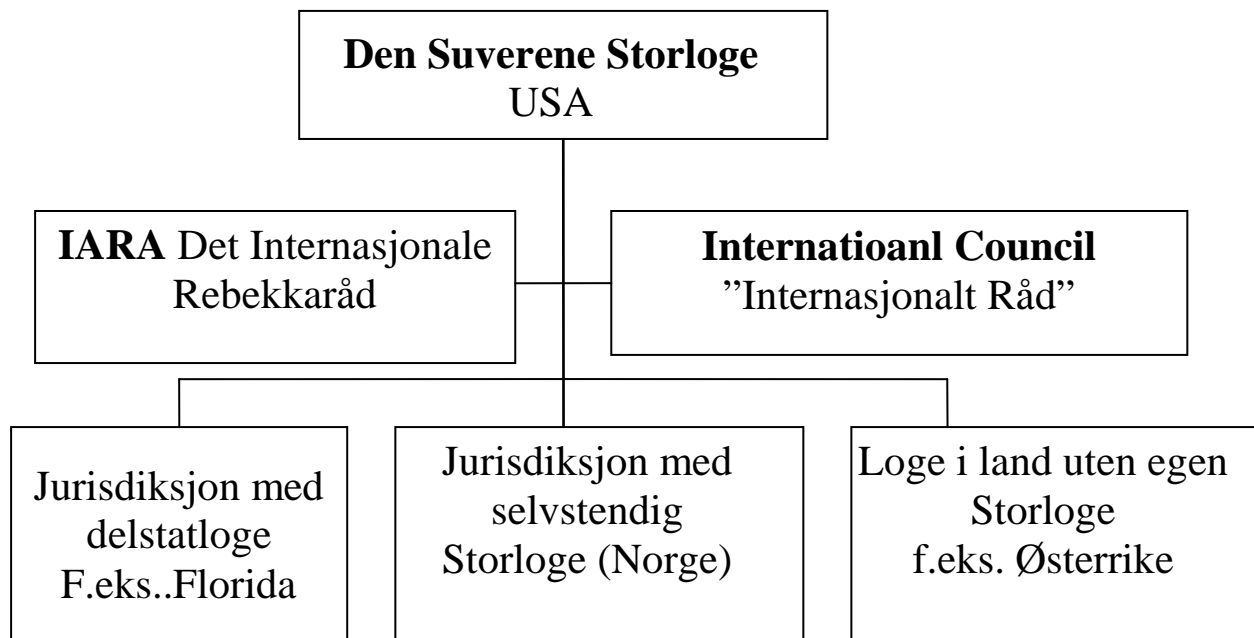 Den Suverene Storloge
USA
IARA Det Internasjonale
Rebekkaråd
Internatioanl Council
”Internasjonalt Råd”
Jurisdiksjon med
delstatloge
F.eks..Florida
Jurisdiksjon med
selvstendig
Storloge (Norge)
Loge i land uten egen
Storloge
f.eks. Østerrike